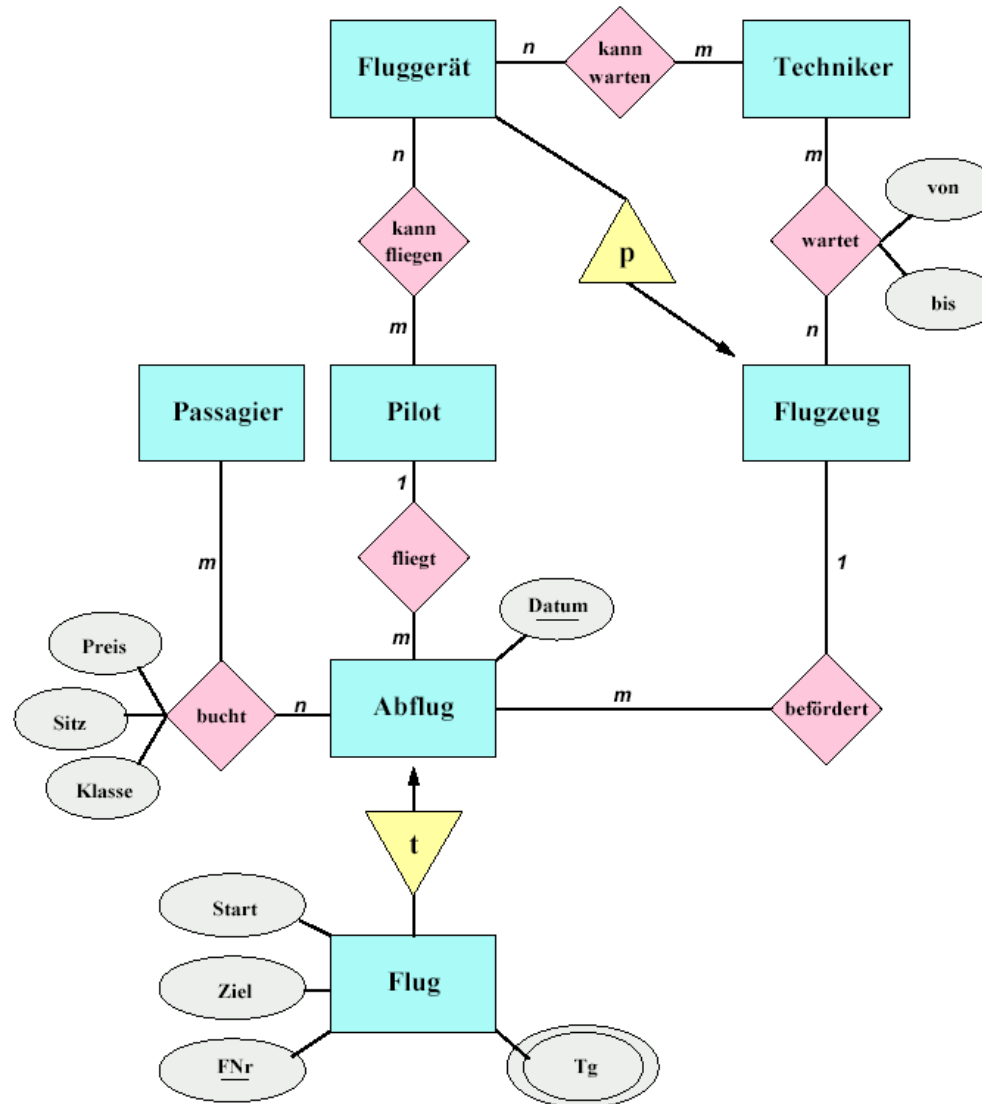 Fluggerät
n
kann
warten
m
Techniker
n
m
kann
fliegen
von
p
wartet
bis
m
n
Passagier
Pilot
Flugzeug
1
m
fliegt
1
Datum
m
Preis
Sitz
bucht
n
Abflug
m
befördert
Klasse
t
Start
Ziel
Flug
FNr
Tg